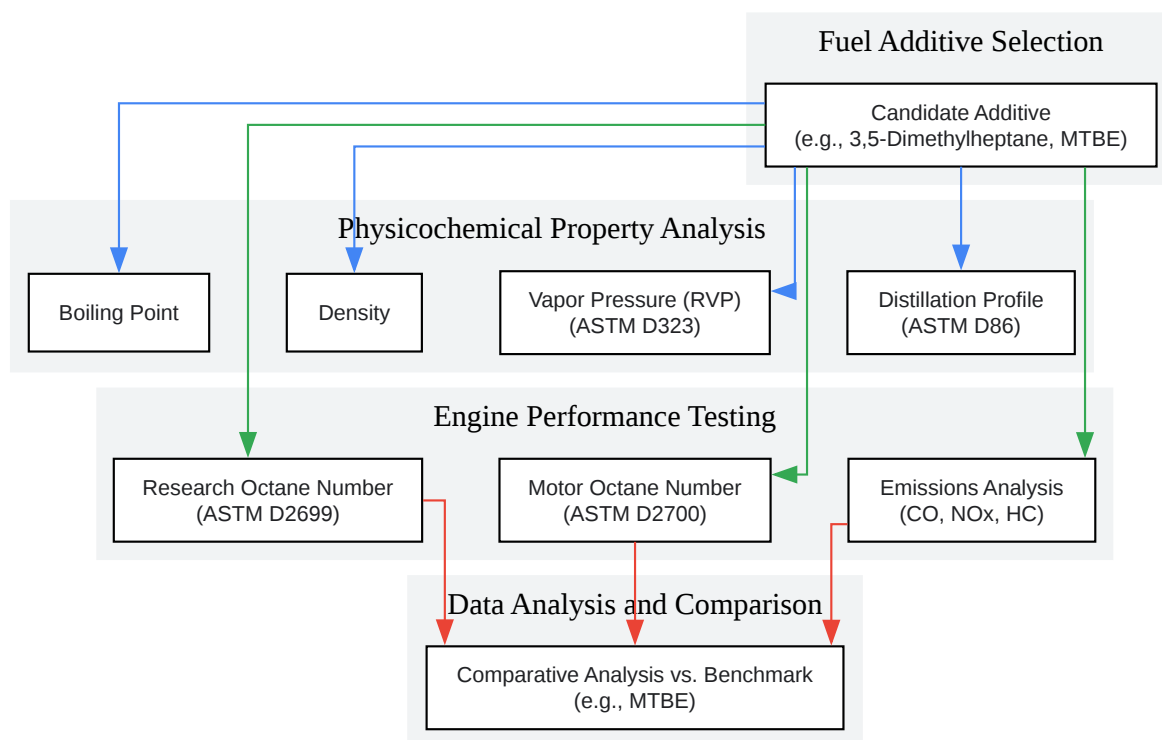 Fuel Additive Selection
Candidate Additive
(e.g., 3,5-Dimethylheptane, MTBE)
Physicochemical Property Analysis
Boiling Point
Density
Vapor Pressure (RVP)
(ASTM D323)
Distillation Profile
(ASTM D86)
Engine Performance Testing
Research Octane Number
(ASTM D2699)
Motor Octane Number
(ASTM D2700)
Emissions Analysis
(CO, NOx, HC)
Data Analysis and Comparison
Comparative Analysis vs. Benchmark
(e.g., MTBE)